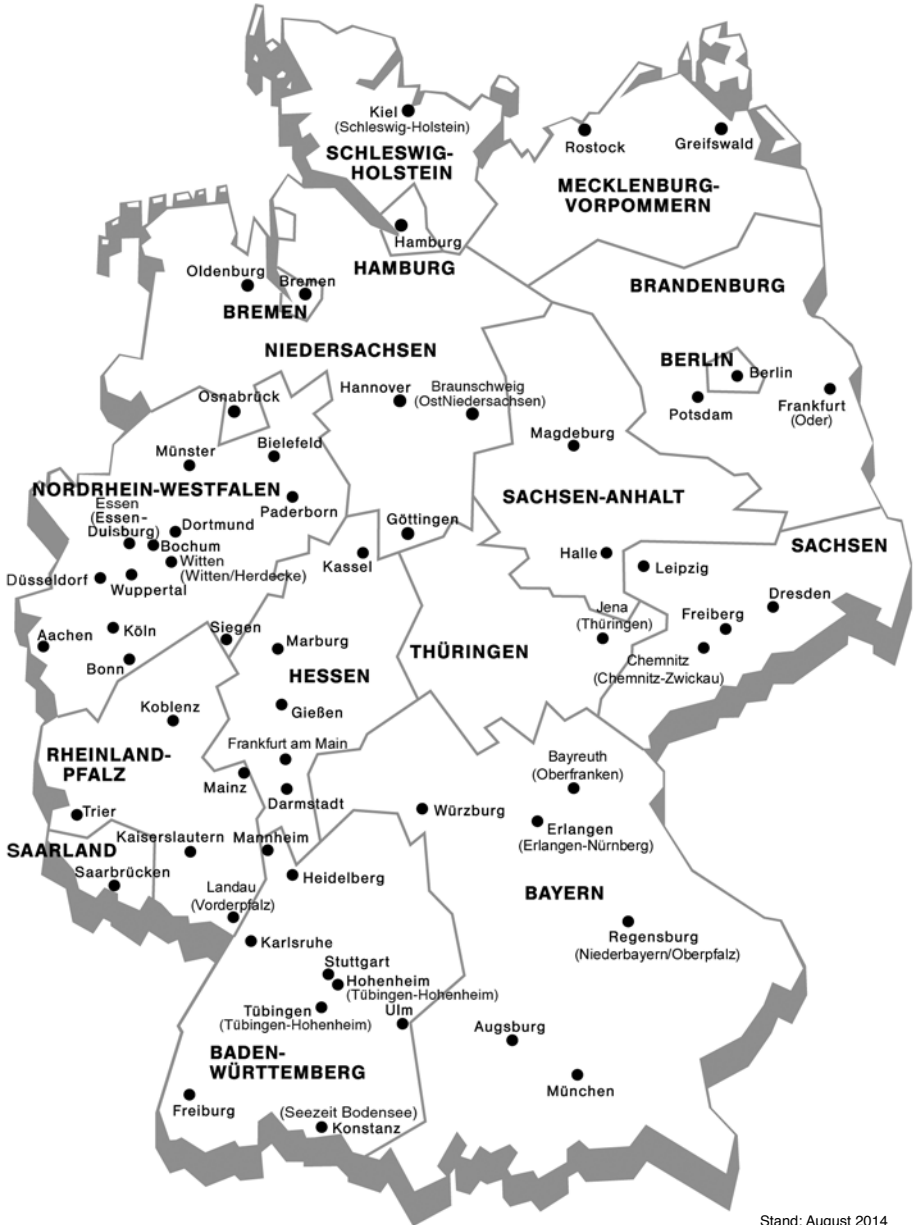 Kiel
(Schleswig-Holstein)
SCHLESWIG-
HOLSTEIN
Rostock
Greifswald
MECKLENBURG-
VORPOMMERN
Hamburg
HAMBURG
Oldenburg
Bremen
BREMEN
BRANDENBURG
NIEDERSACHSEN
BERLIN
Berlin
Potsdam
Frankfurt
(Oder)
Hannover
Braunschweig
(OstNiedersachsen)
Osnabrück
Magdeburg
Münster
Bielefeld
NORDRHEIN-WESTFALEN
SACHSEN-ANHALT
Paderborn
Essen
(Essen-
Duisburg)
Dortmund
Bochum
Witten
(Witten/Herdecke)
Düsseldorf
Wuppertal
Göttingen
Kassel
Halle
Leipzig
SACHSEN
Dresden
Freiberg
Chemnitz
(Chemnitz-Zwickau)
Jena
(Thüringen)
THÜRINGEN
Aachen
Köln
Bonn
Siegen
Marburg
HESSEN
Gießen
Koblenz
Frankfurt am Main
RHEINLAND-
PFALZ
Mainz
Darmstadt
Bayreuth
(Oberfranken)
Würzburg
Erlangen
(Erlangen-Nürnberg)
Trier
Kaiserslautern
Mannheim
SAARLAND
Saarbrücken
Landau
(Vorderpfalz)
Heidelberg
BAYERN
Karlsruhe
Regensburg
(Niederbayern/Oberpfalz)
Stuttgart
Hohenheim
(Tübingen-Hohenheim)
Tübingen
(Tübingen-Hohenheim)
Ulm
Augsburg
BADEN-
WÜRTTEMBERG
München
Freiburg
(Seezeit Bodensee)
Konstanz
Stand: August 2014